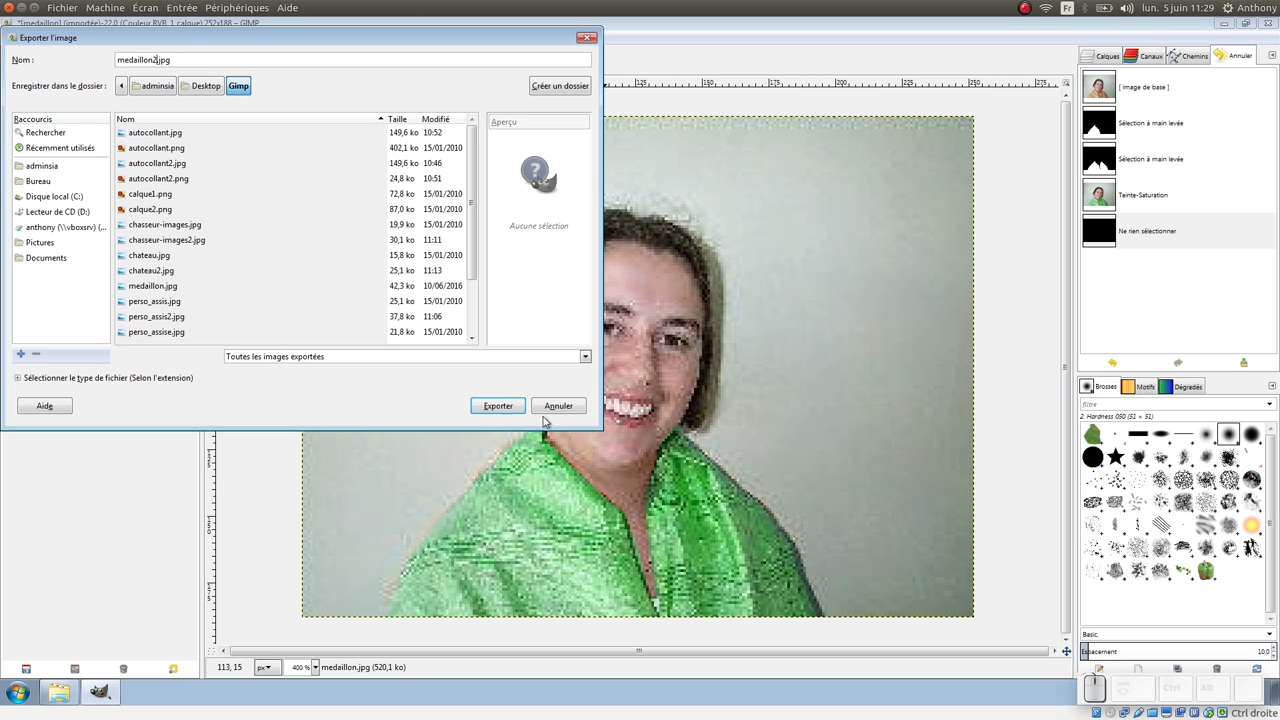 Fichier Machine Écran Entrée Périphériques Aide
Fr
lun. 5 juin 11:29 Anthony
*[medaillon] (importée)-22.0 (Couleur RVB, 1 calque) 252x188 – GIMP
Exporter l'image
Nom :
medaillon2.jpg
Enregistrer dans le dossier :
adminsia
Desktop
Gimp
Créer un dossier
Raccourcis
Rechercher
Récemment utilisés
adminsia
Bureau
Disque local (C:)
Lecteur de CD (D:)
anthony (\\vboxsrv) (...
Pictures
Documents
Nom Taille Modifié
autocollant.jpg 149,6 ko 10:52
autocollant.png 402,1 ko 15/01/2010
autocollant2.jpg 149,6 ko 10:46
autocollant2.png 24,8 ko 10:51
calque1.png 72,8 ko 15/01/2010
calque2.png 87,0 ko 15/01/2010
chasseur-images.jpg 19,9 ko 15/01/2010
chasseur-images2.jpg 30,1 ko 11:11
chateau.jpg 15,8 ko 15/01/2010
chateau2.jpg 25,1 ko 11:13
medaillon.jpg 42,3 ko 10/06/2016
perso_assis.jpg 25,1 ko 15/01/2010
perso_assis2.jpg 37,8 ko 11:06
perso_assise.jpg 21,8 ko 15/01/2010
Aperçu
?
Aucune sélection
Toutes les images exportées
Sélectionner le type de fichier (Selon l'extension)
Aide
Exporter
Annuler
125 150 175 200 225 250 275
Calques Canaux Chemins Annuler
[ image de base ]
Sélection à main levée
Sélection à main levée
Teinte-Saturation
Ne rien sélectionner
Brosses Motifs Dégradés
filtre
2. Hardness 050 (51 × 51)
Basic.
Espacement 10,0
113, 15 px 400 % medaillon.jpg (520,1 ko)
Ctrl Alt
Ctrl droite